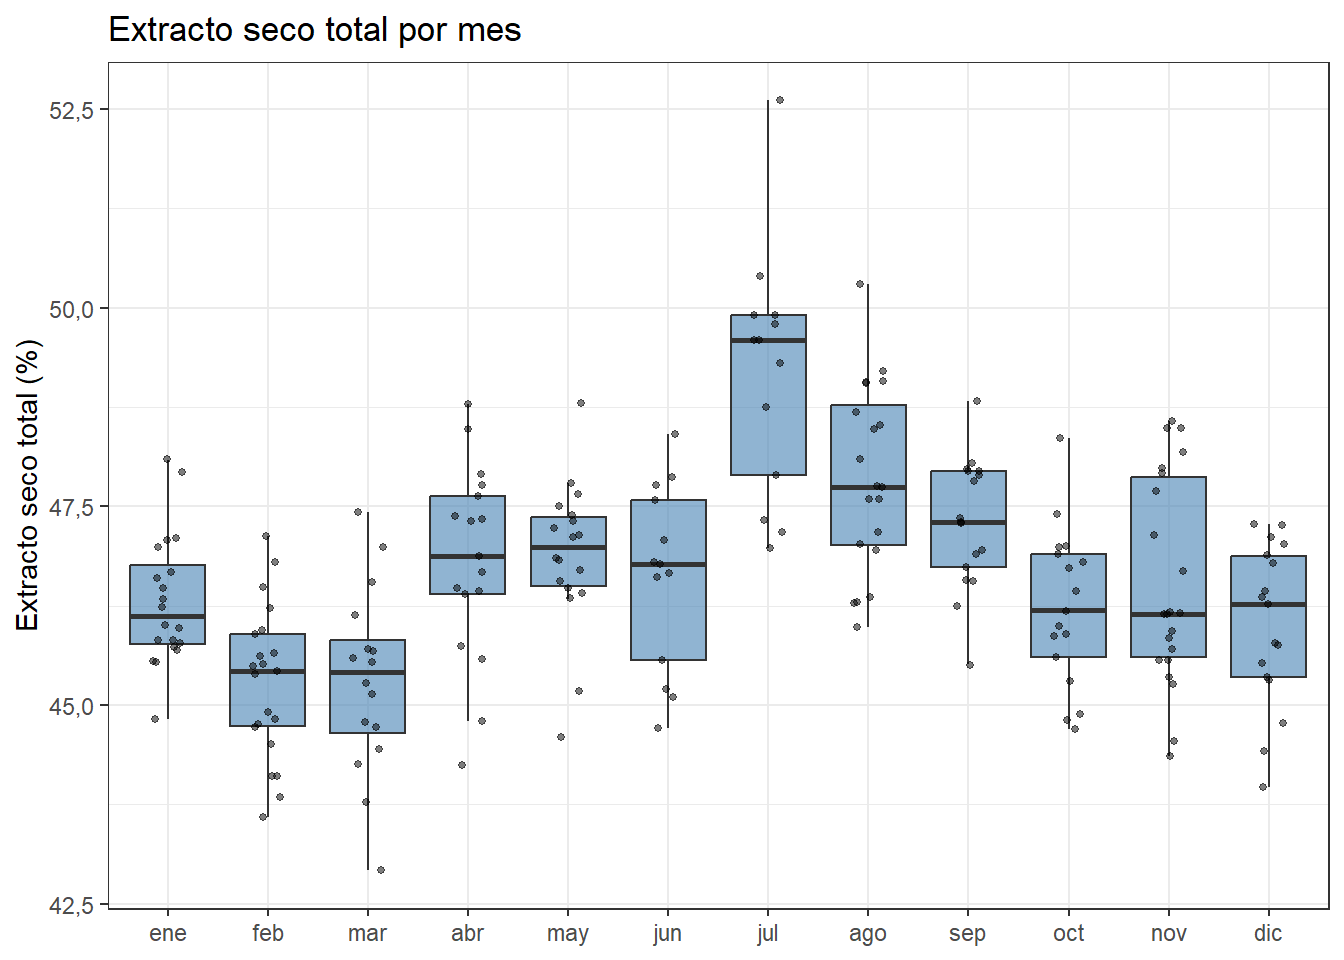 Extracto seco total por mes
Extracto seco total (%)
52,5
50,0
47,5
45,0
42,5
ene feb mar abr may jun jul ago sep oct nov dic